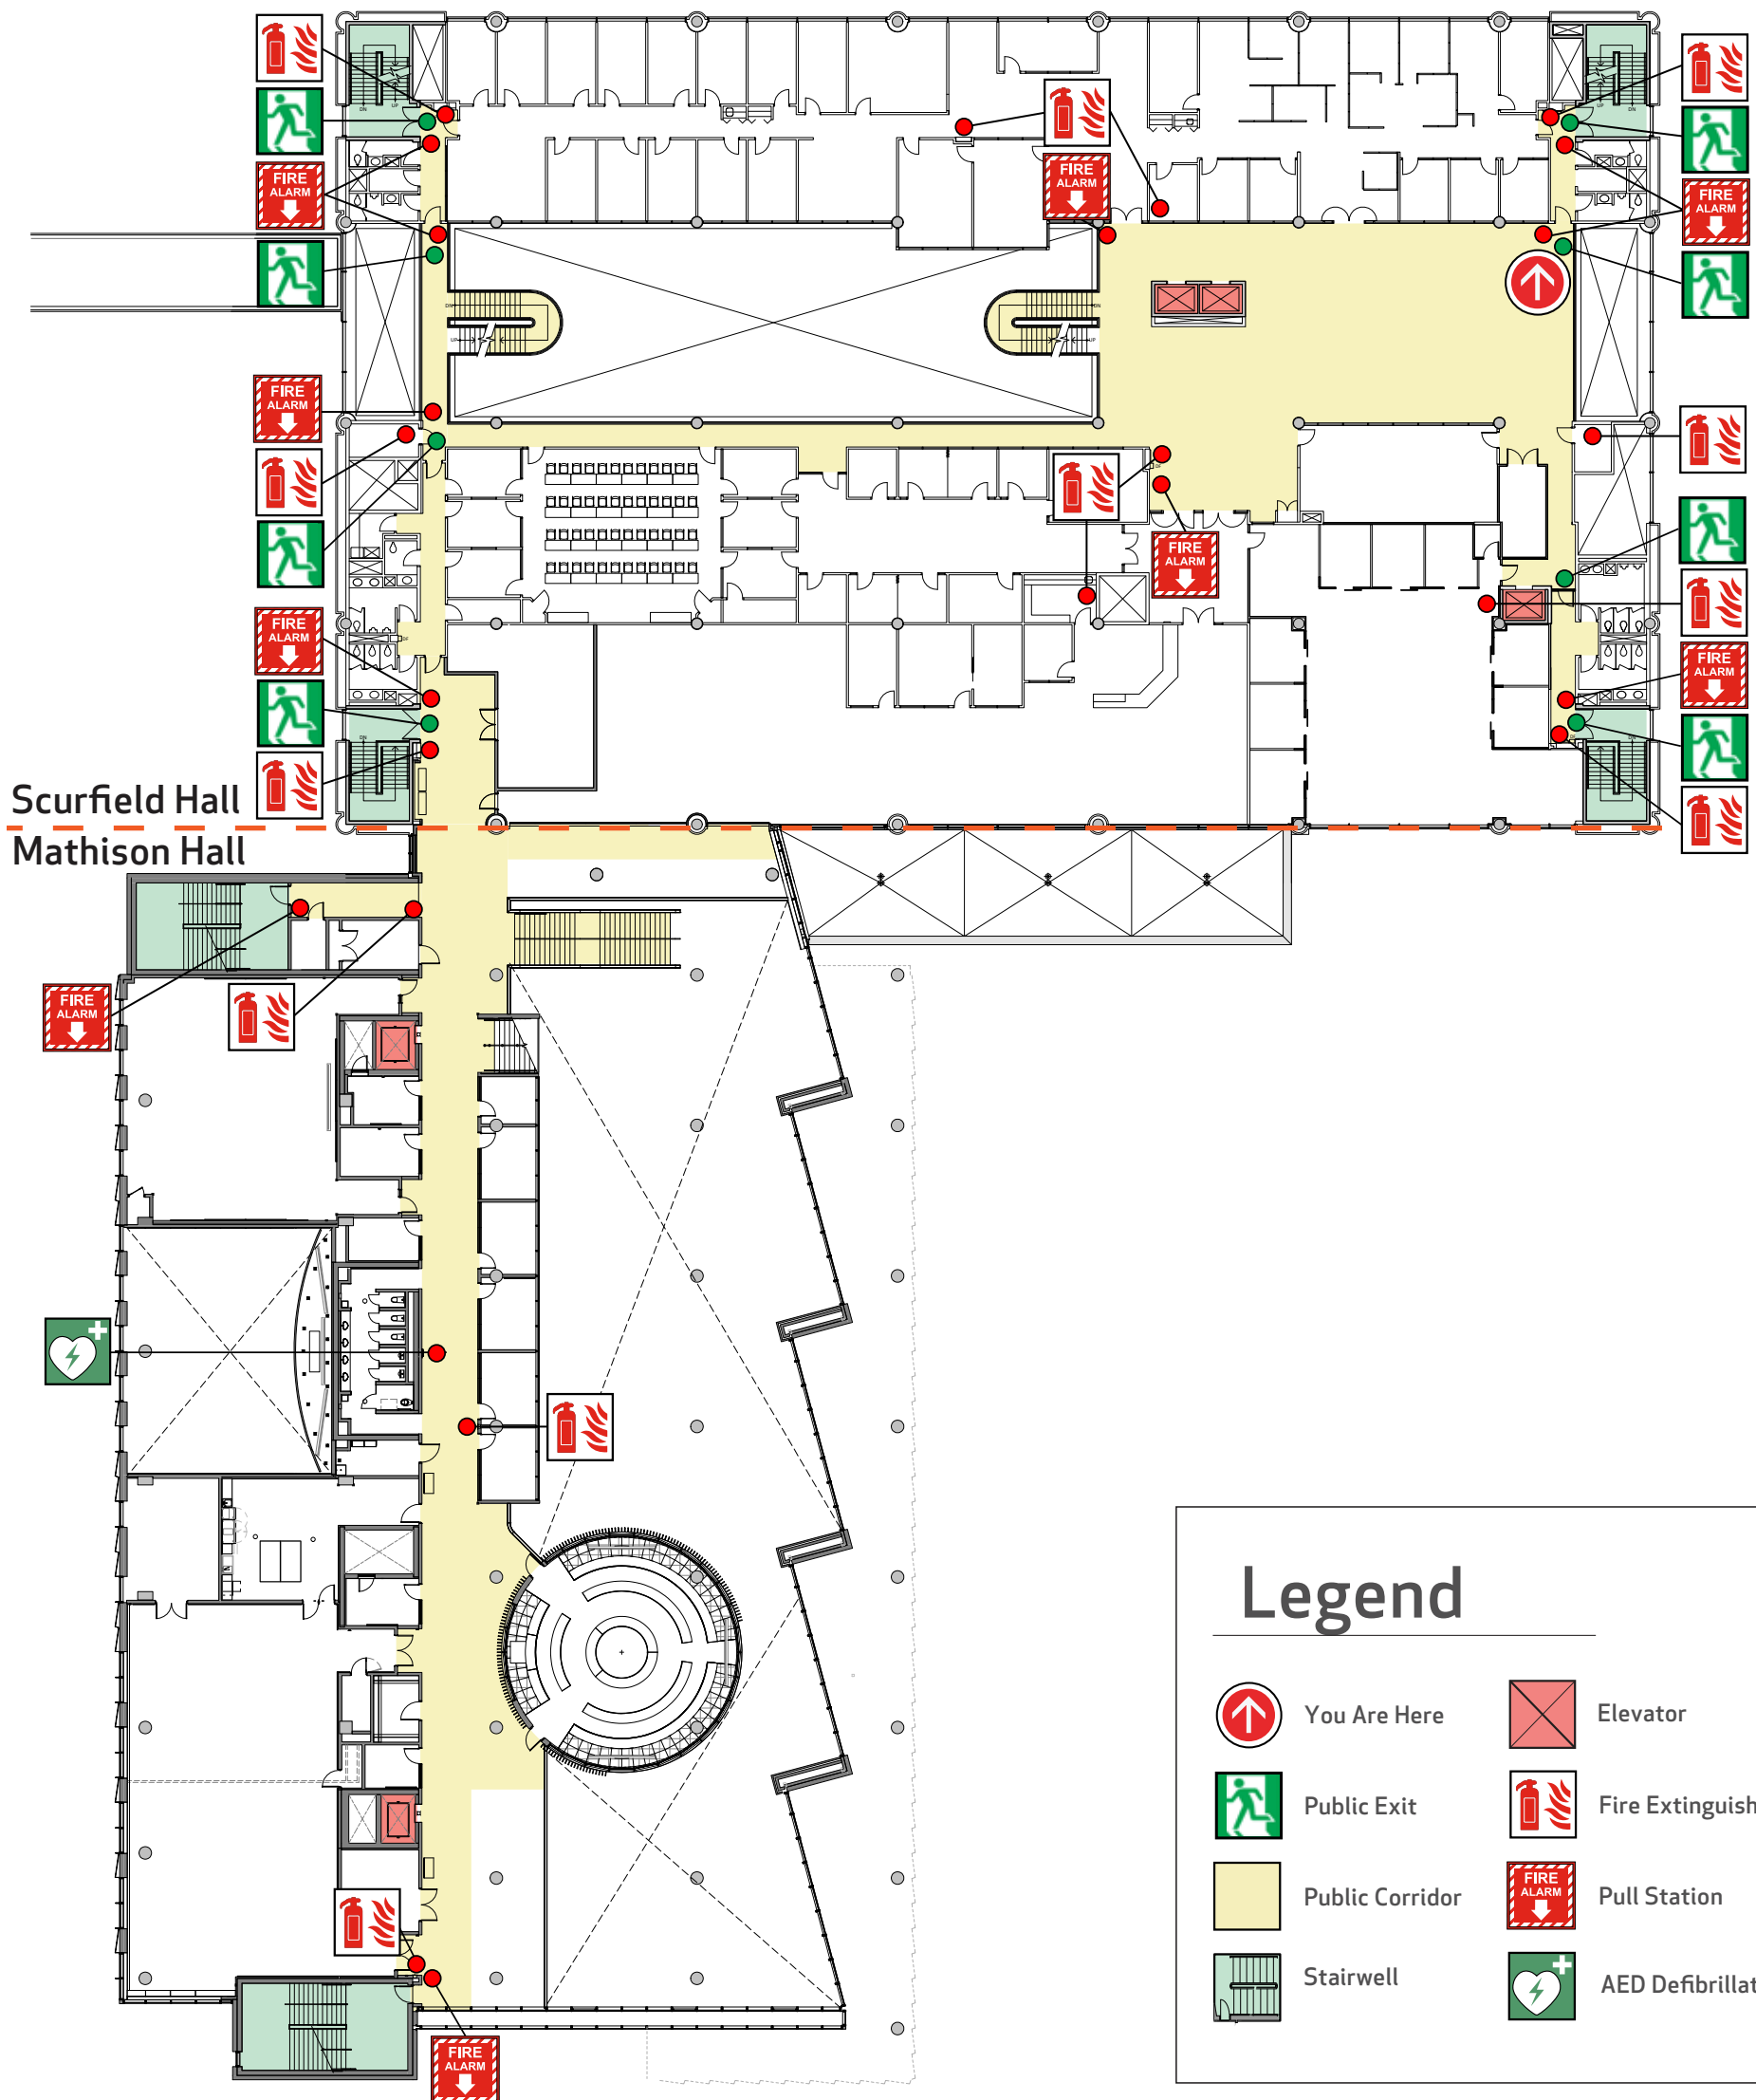 FIRE
ALARM
FIRE
ALARM
FIRE
ALARM
FIRE
ALARM
FIRE
ALARM
FIRE
ALARM
FIRE
ALARM
Scurfield Hall
Mathison Hall
FIRE
ALARM
Legend
You Are Here
Elevator
Public Exit
Fire Extinguish
Public Corridor
FIRE
ALARM
Pull Station
Stairwell
AED Defibrillat
FIRE
ALARM